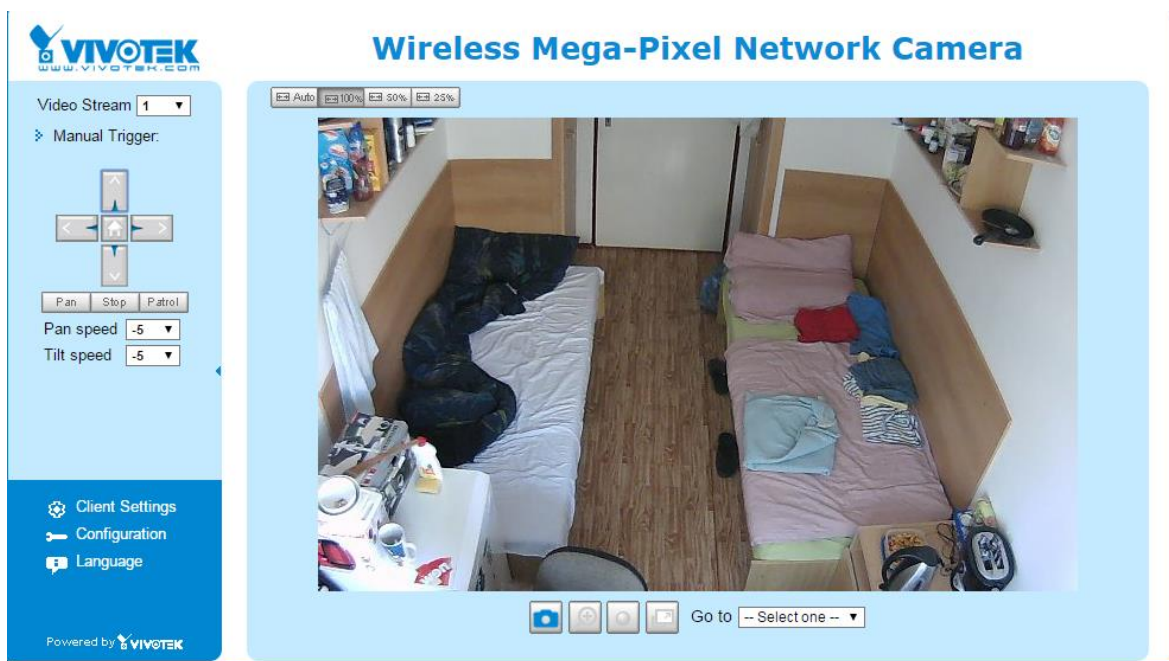 VIVOTEK
www.vivotek.com
Wireless Mega-Pixel Network Camera
Video Stream 1
Manual Trigger:
Pan Stop Patrol
Pan speed -5
Tilt speed -5
Client Settings
Configuration
Language
Powered by VIVOTEK
Auto 100% 50% 25%
Go to -- Select one --